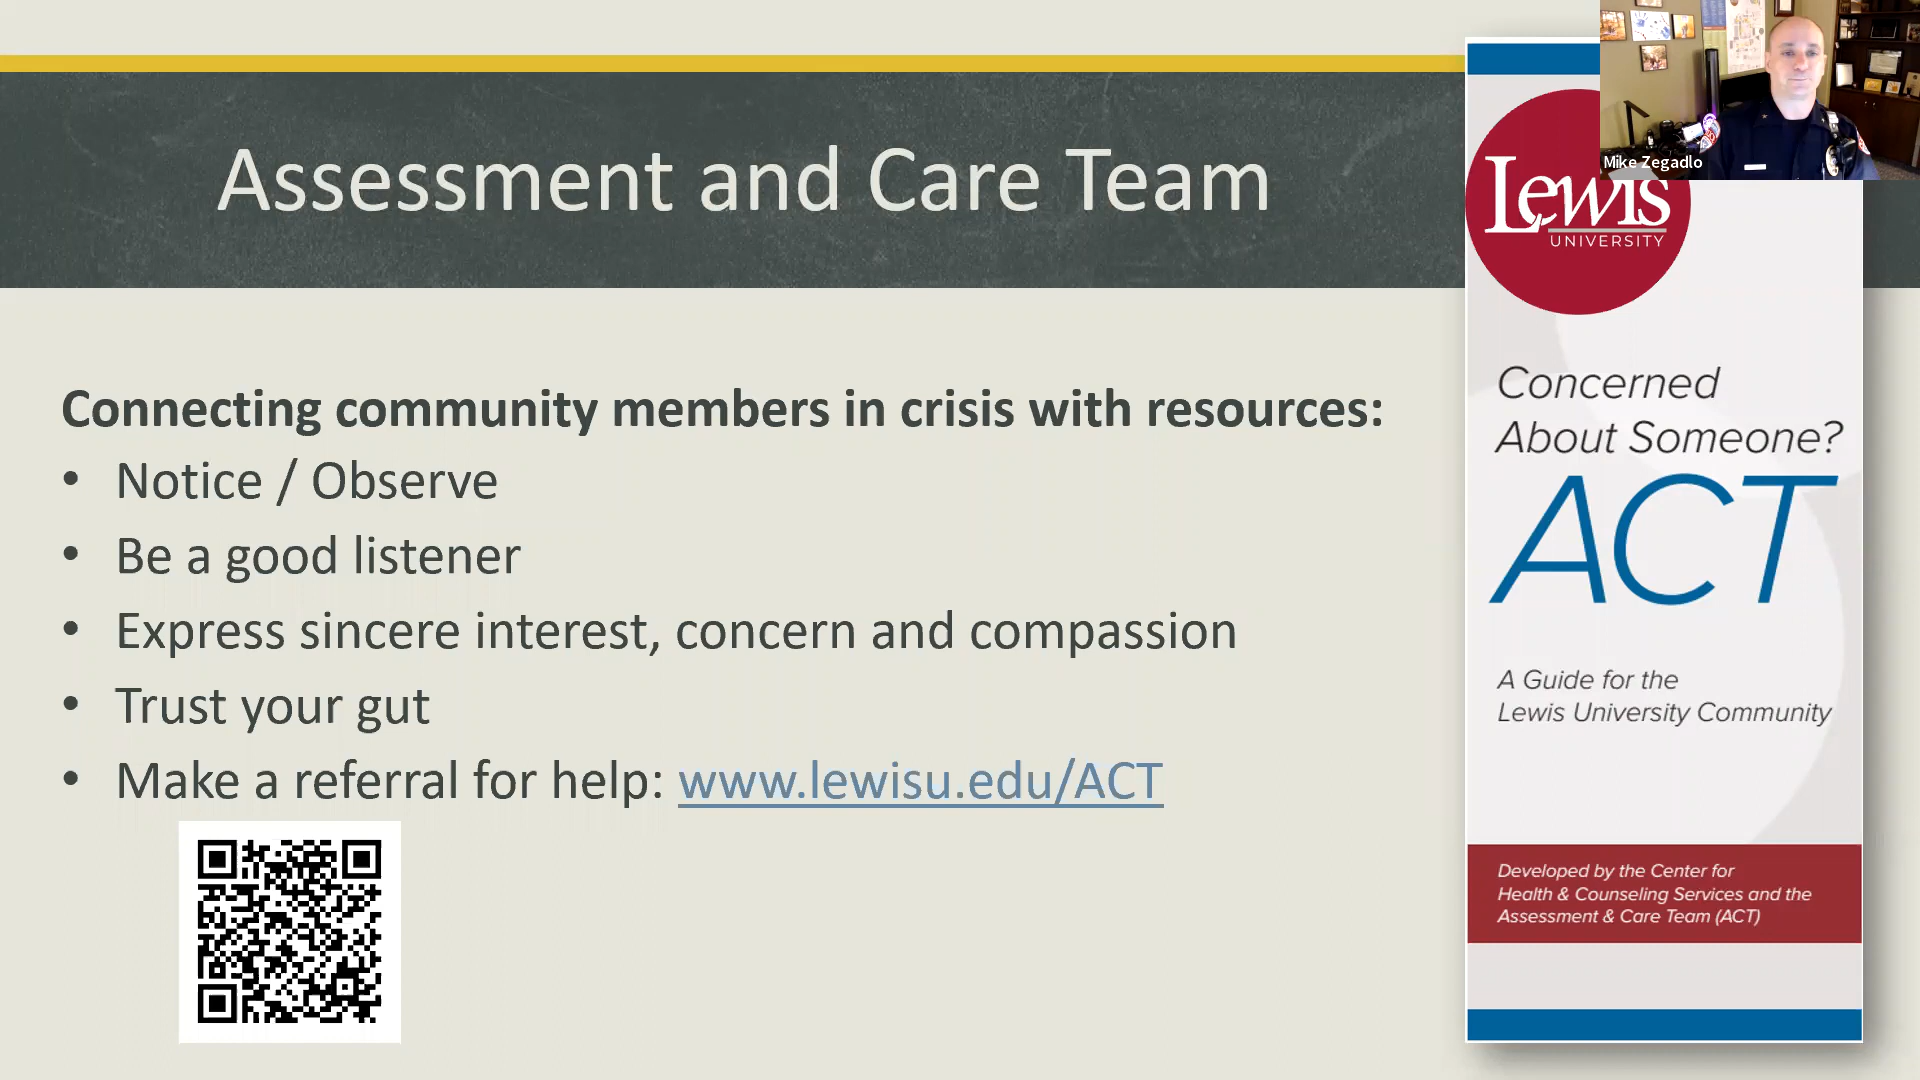 Assessment and Care Team
Connecting community members in crisis with resources:
• Notice / Observe
• Be a good listener
• Express sincere interest, concern and compassion
• Trust your gut
• Make a referral for help: www.lewisu.edu/ACT
Mike Zegadlo
Lewis
UNIVERSITY
Concerned
About Someone?
ACT
A Guide for the
Lewis University Community
Developed by the Center for
Health & Counseling Services and the
Assessment & Care Team (ACT)